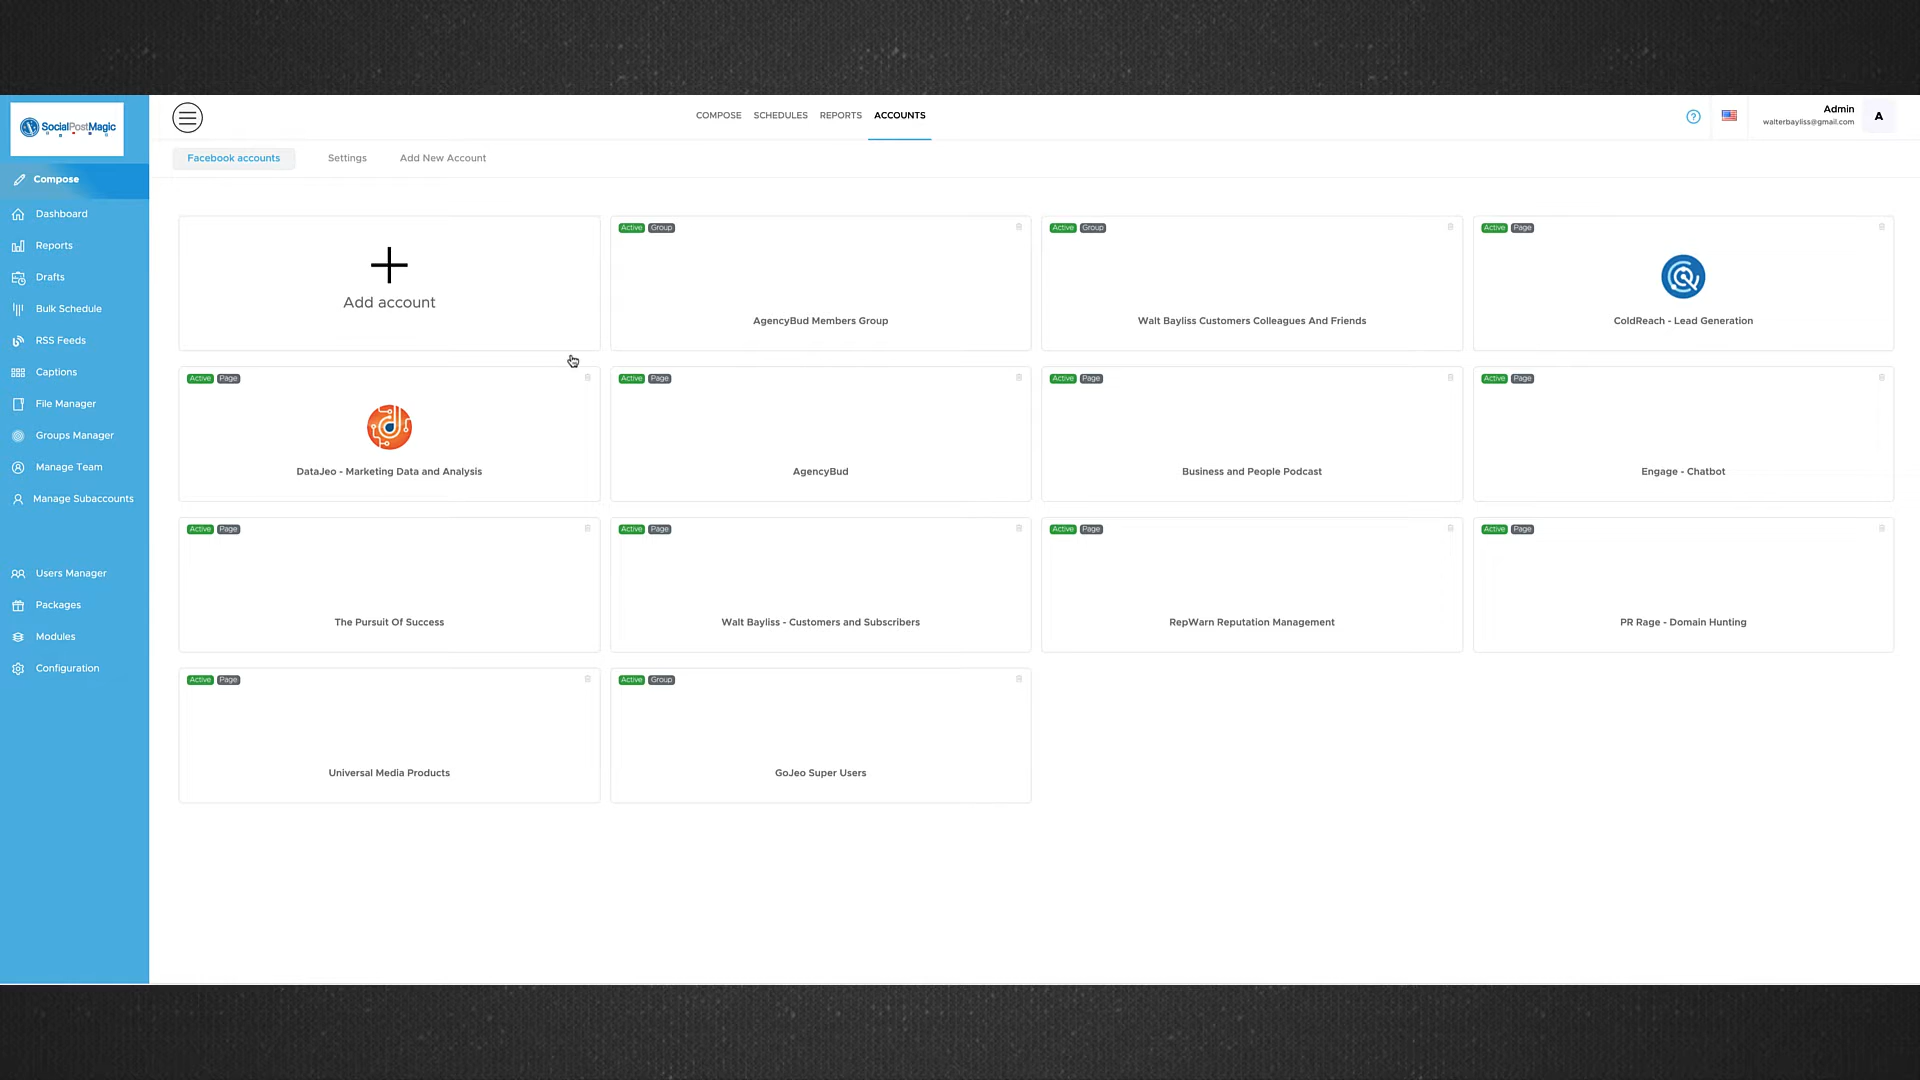 SocialPostMagic
COMPOSE SCHEDULES REPORTS ACCOUNTS
?
Admin
walterbayliss@gmail.com
A
Facebook accounts Settings Add New Account
Compose
Dashboard
Reports
Drafts
Bulk Schedule
RSS Feeds
Captions
File Manager
Groups Manager
Manage Team
Manage Subaccounts
Users Manager
Packages
Modules
Configuration
Add account
Active Group
AgencyBud Members Group
Active Group
Walt Bayliss Customers Colleagues And Friends
Active Page
ColdReach - Lead Generation
Active Page
DataJeo - Marketing Data and Analysis
Active Page
AgencyBud
Active Page
Business and People Podcast
Active Page
Engage - Chatbot
Active Page
The Pursuit Of Success
Active Page
Walt Bayliss - Customers and Subscribers
Active Page
RepWarn Reputation Management
Active Page
PR Rage - Domain Hunting
Active Page
Universal Media Products
Active Group
GoJeo Super Users